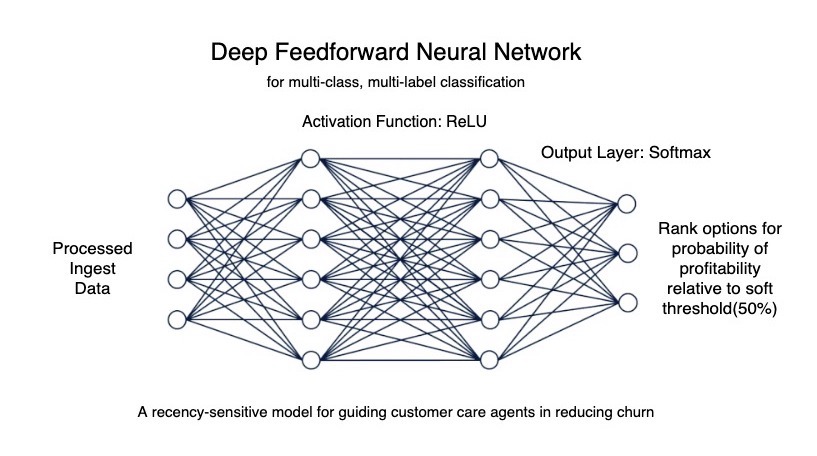 Deep Feedforward Neural Network
for multi-class, multi-label classification
Activation Function: ReLU
Output Layer: Softmax
Processed
Ingest
Data
Rank options for
probability of
profitability
relative to soft
threshold(50%)
A recency-sensitive model for guiding customer care agents in reducing churn